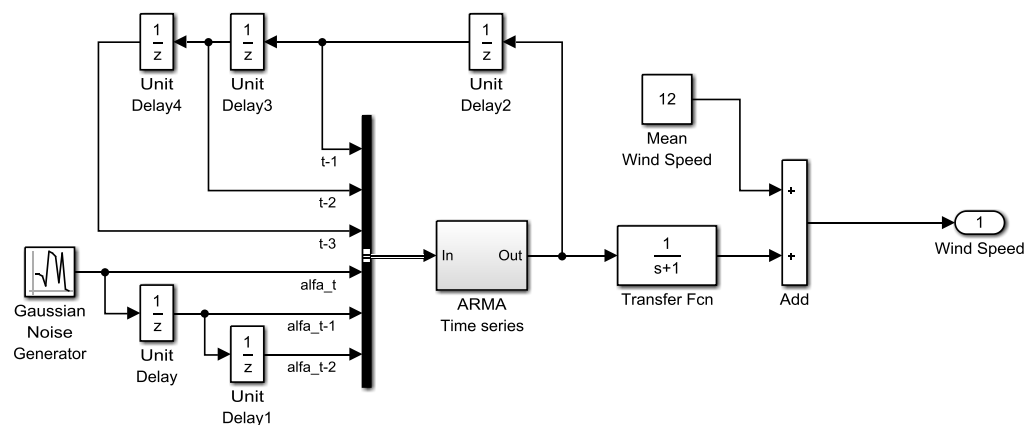 1
z
Unit
Delay4
1
z
Unit
Delay3
1
z
Unit
Delay2
12
Mean
Wind Speed
t-1
t-2
t-3
alfa_t
alfa_t-1
alfa_t-2
Gaussian
Noise
Generator
1
z
Unit
Delay
1
z
Unit
Delay1
In
Out
ARMA
Time series
1
s+1
Transfer Fcn
+
+
Add
1
Wind Speed